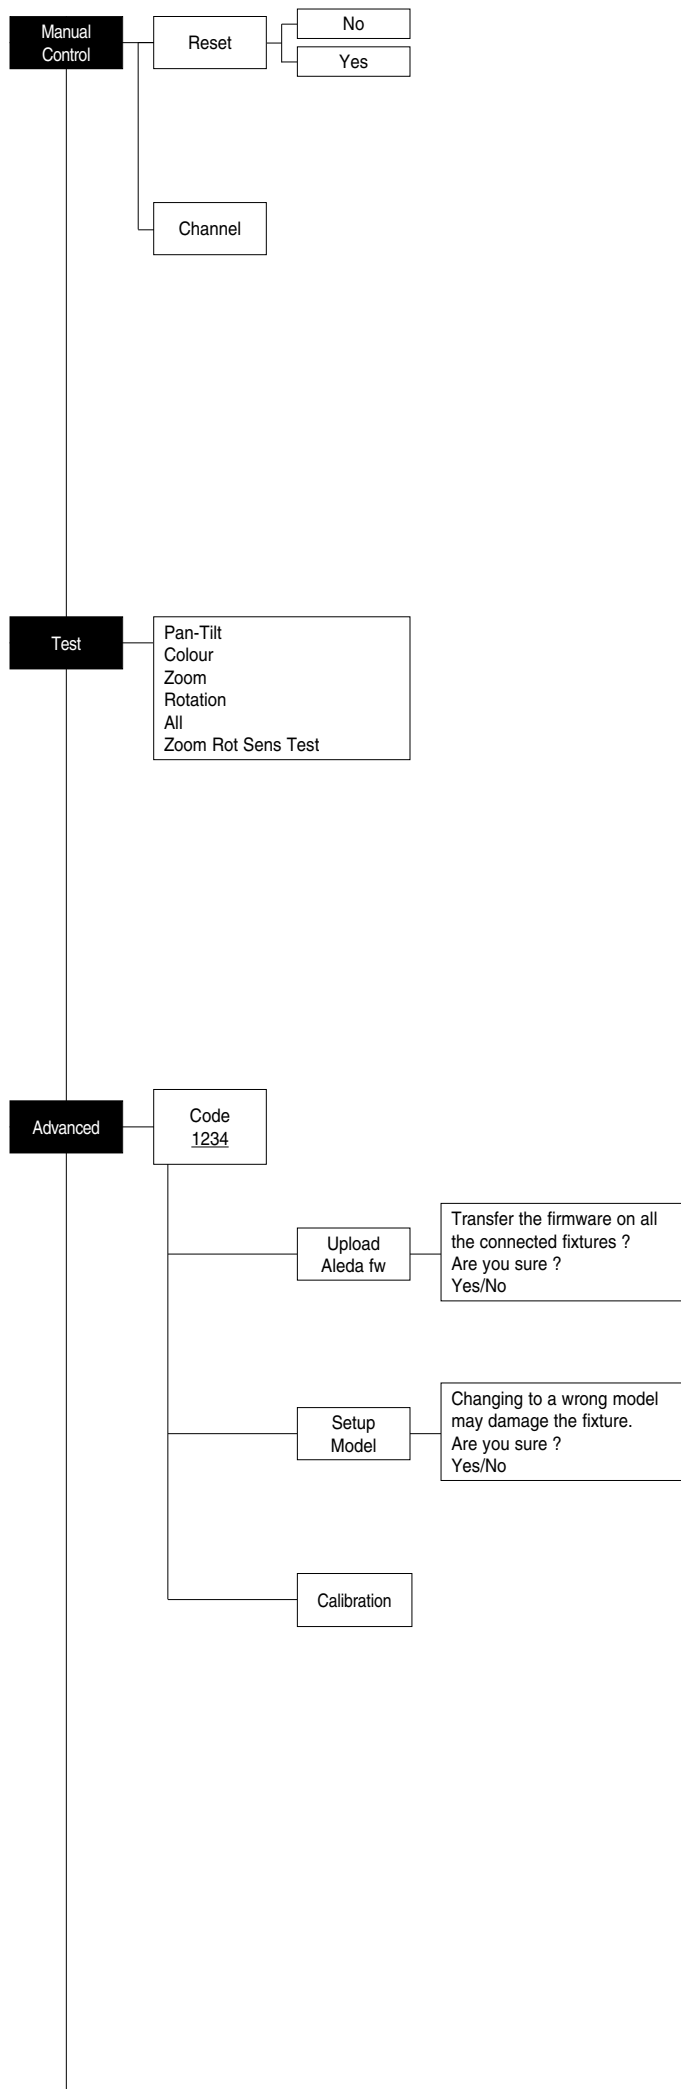 Manual
Control
Reset
No
Yes
Channel
Test
Pan-Tilt
Colour
Zoom
Rotation
All
Zoom Rot Sens Test
Advanced
Code
1234
Upload
Aleda fw
Transfer the firmware on all
the connected fixtures ?
Are you sure ?
Yes/No
Setup
Model
Changing to a wrong model
may damage the fixture.
Are you sure ?
Yes/No
Calibration